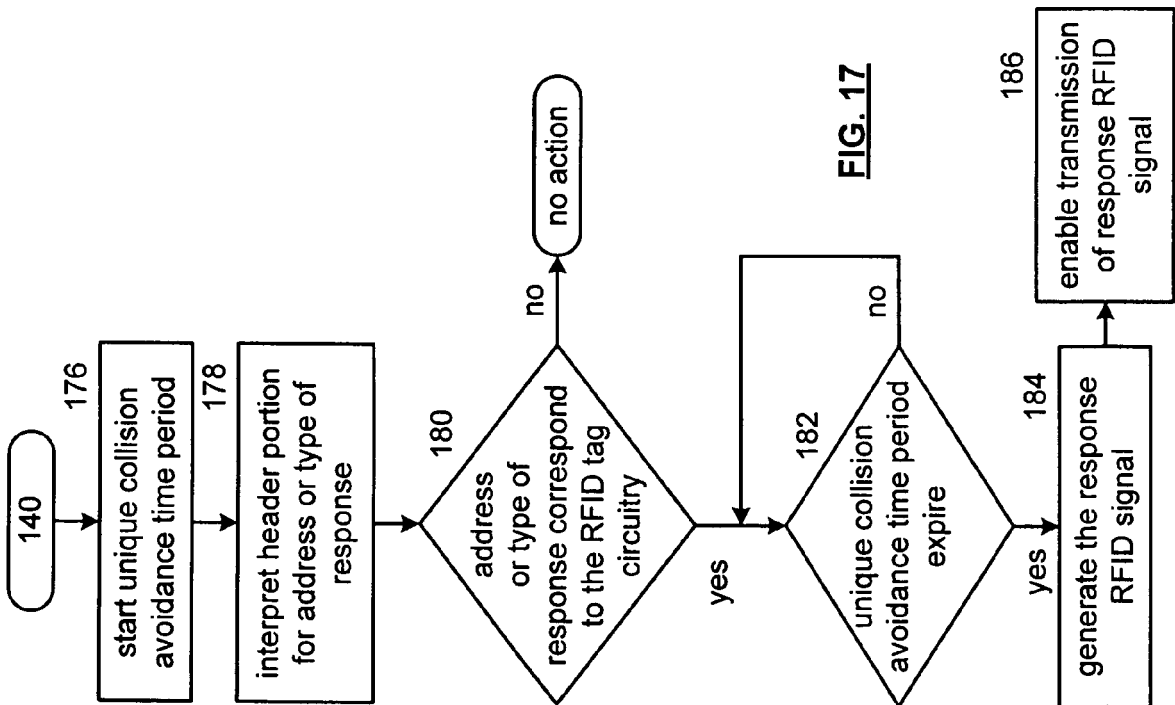 140
176
start unique collision
avoidance time period
178
interpret header portion
for address or type of
response
180
address
or type of
response correspond
to the RFID tag
circuitry
no
no action
yes
182
unique collision
avoidance time period
expire
no
yes
184
generate the response
RFID signal
186
enable transmission
of response RFID
signal
FIG. 17